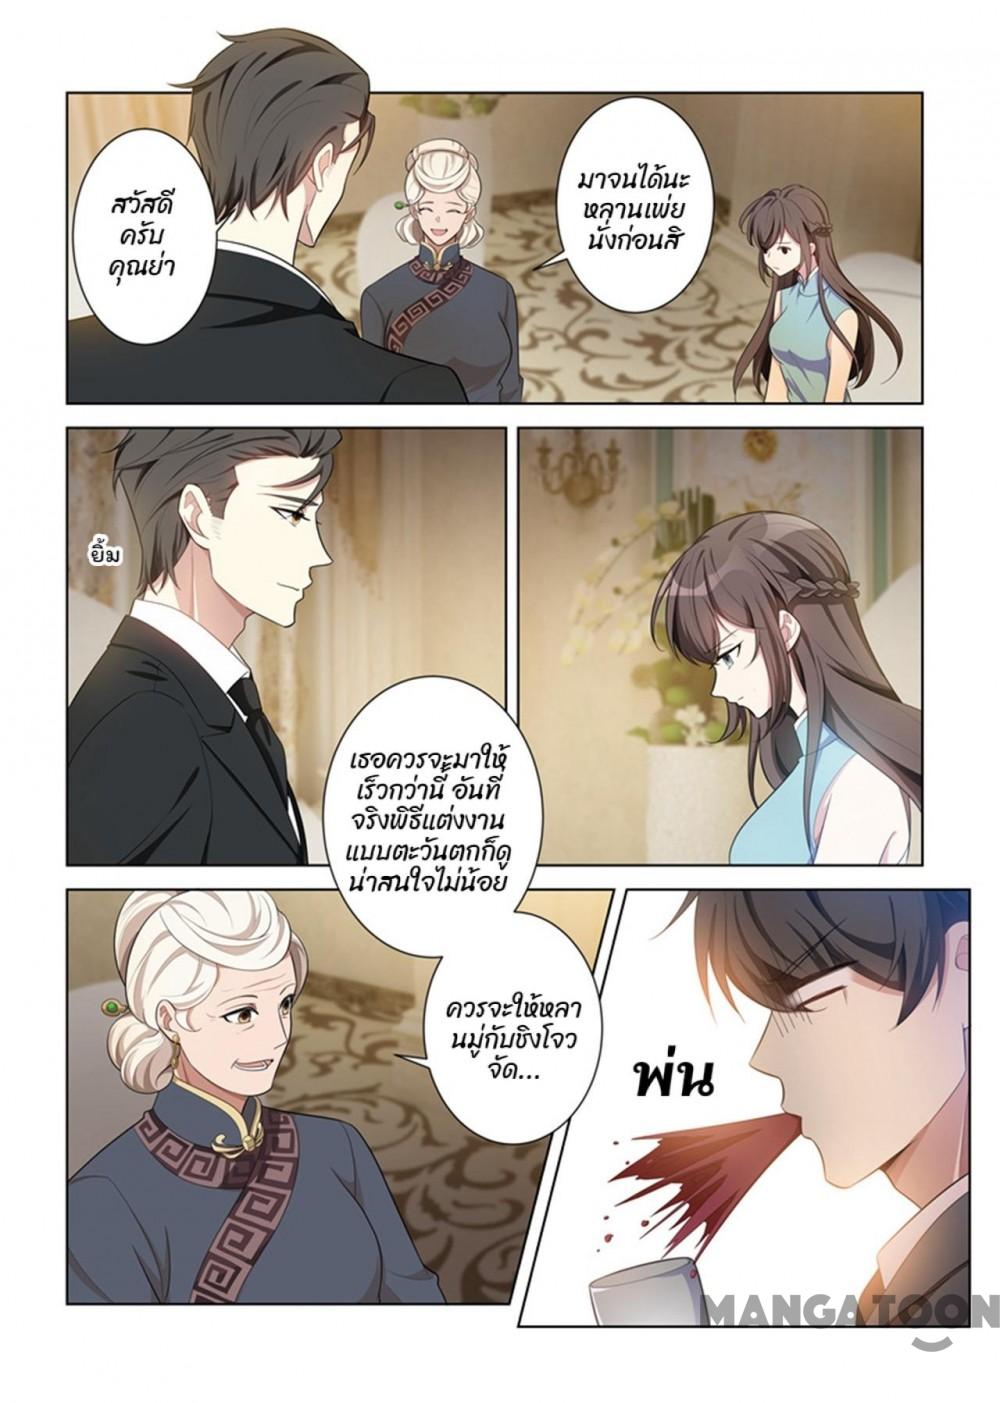 สวัสดี
ครับ
คุณย่า
มาจนได้นะ
หลานเพ่ย
นั่งก่อนสิ
ยิ้ม
เธอควรจะมาให้
เร็วกว่านี้ อันที่
จริงพิธีแต่งงาน
แบบตะวันตกก็ดู
น่าสนใจไม่น้อย
ควรจะให้หลา
นมู่กับชิงโจว
จัด...
พ่น
MANGATOON